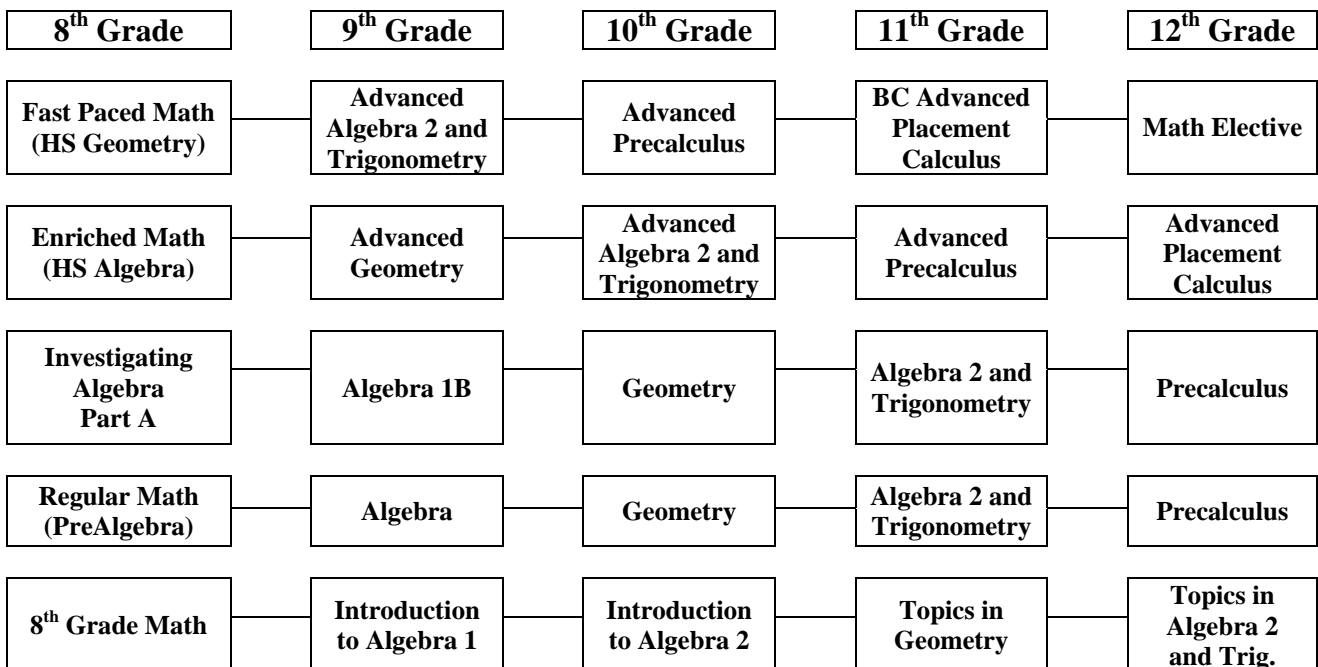 8th Grade
9th Grade
10th Grade
11th Grade
12th Grade
Fast Paced Math
(HS Geometry)
Advanced
Algebra 2 and
Trigonometry
Advanced
Precalculus
BC Advanced
Placement
Calculus
Math Elective
Enriched Math
(HS Algebra)
Advanced
Geometry
Advanced
Algebra 2 and
Trigonometry
Advanced
Precalculus
Advanced
Placement
Calculus
Investigating
Algebra
Part A
Algebra 1B
Geometry
Algebra 2 and
Trigonometry
Precalculus
Regular Math
(PreAlgebra)
Algebra
Geometry
Algebra 2 and
Trigonometry
Precalculus
8th Grade Math
Introduction
to Algebra 1
Introduction
to Algebra 2
Topics in
Geometry
Topics in
Algebra 2
and Trig.